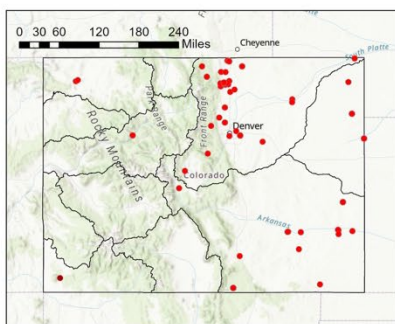 0 30 60 120 180 240
Miles
Cheyenne
South Platte
Park Range
Front Range
Rocky Mountains
Denver
Colorado
Arkansas